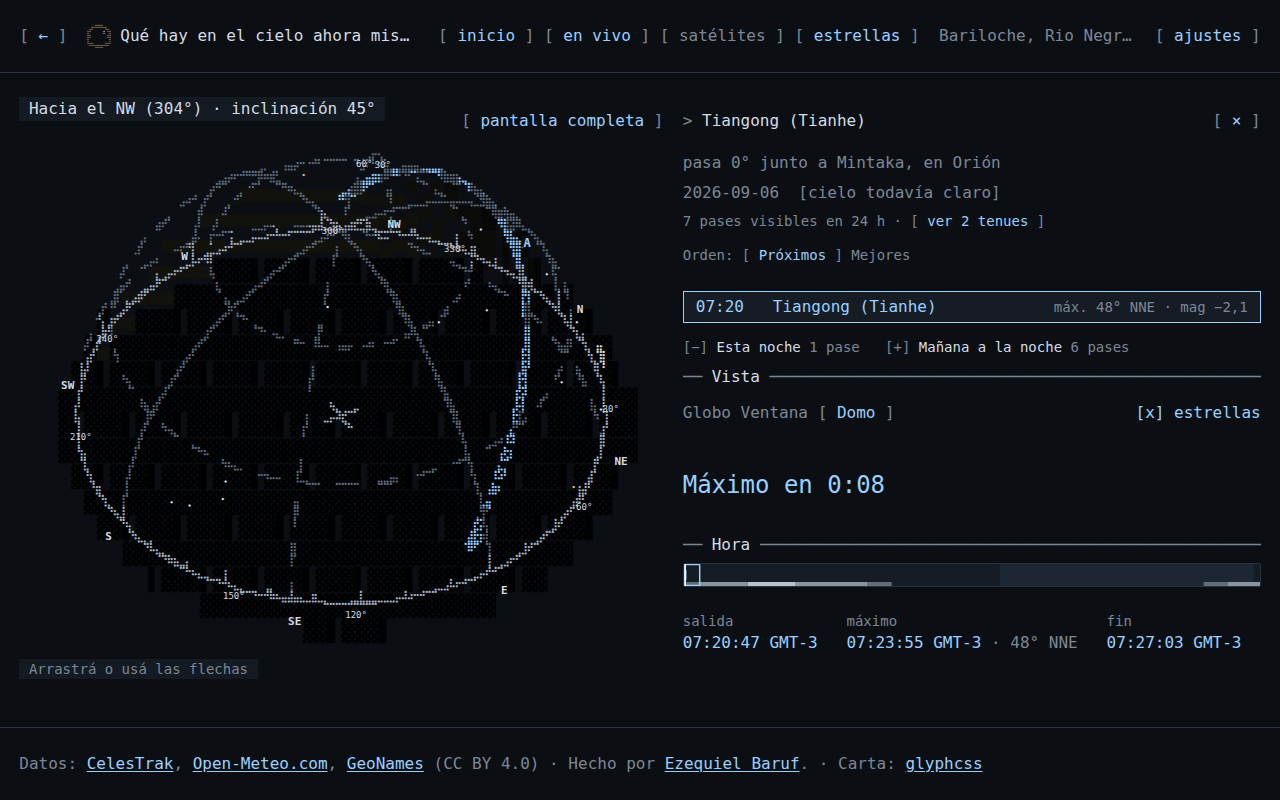 [ ← ] Qué hay en el cielo ahora mis… [ inicio ] [ en vivo ] [ satélites ] [ estrellas ] Bariloche, Rio Negr… [ ajustes ]
Hacia el NW (304°) · inclinación 45°
[ pantalla completa ]
60° 30°
300° NW
330°
A
W
N
240°
SW
30°
210°
NE
60°
S
E
150°
120°
SE
Arrastrá o usá las flechas
> Tiangong (Tianhe) [ × ]
pasa 0° junto a Mintaka, en Orión
2026-09-06 [cielo todavía claro]
7 pases visibles en 24 h · [ ver 2 tenues ]
Orden: [ Próximos ] Mejores
07:20 Tiangong (Tianhe) máx. 48° NNE · mag −2,1
[−] Esta noche 1 pase [+] Mañana a la noche 6 pases
Vista
Globo Ventana [ Domo ] [x] estrellas
Máximo en 0:08
Hora
salida máximo fin
07:20:47 GMT-3 07:23:55 GMT-3 · 48° NNE 07:27:03 GMT-3
Datos: CelesTrak, Open-Meteo.com, GeoNames (CC BY 4.0) · Hecho por Ezequiel Baruf. · Carta: glyphcss